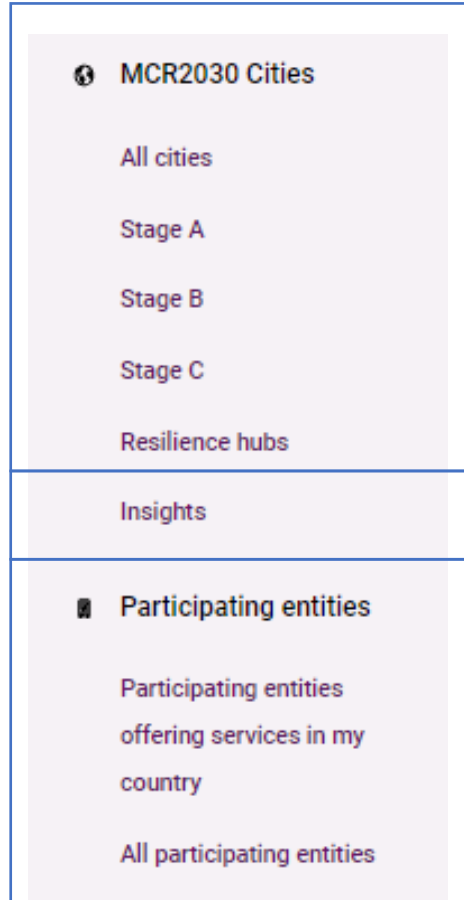 MCR2030 Cities
All cities
Stage A
Stage B
Stage C
Resilience hubs
Insights
Participating entities
Participating entities
offering services in my
country
All participating entities